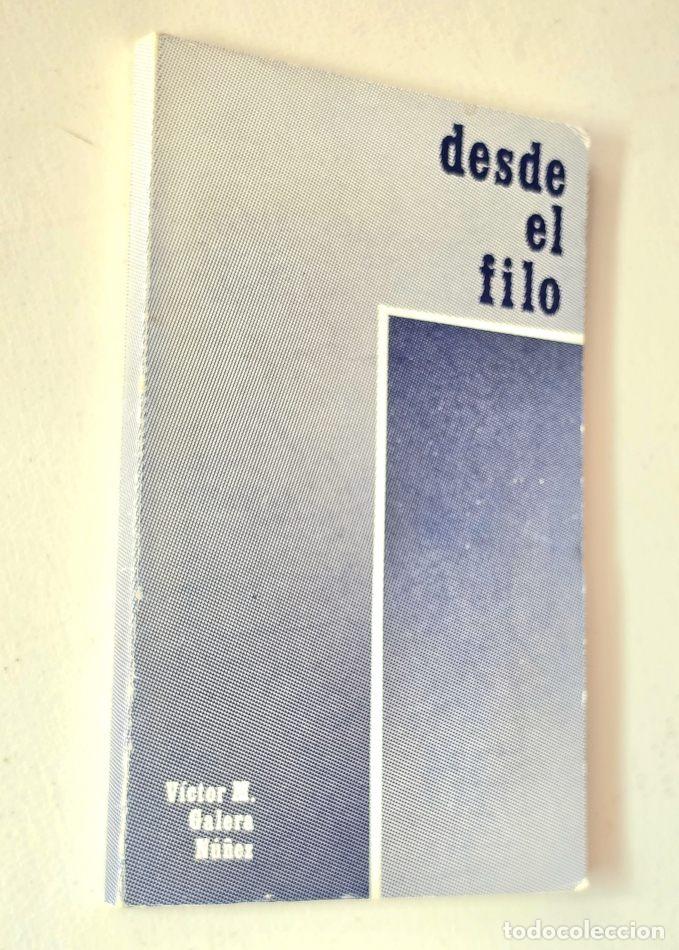 desde
el
filo
Víctor M.
Galera
Núñez
todocoleccion